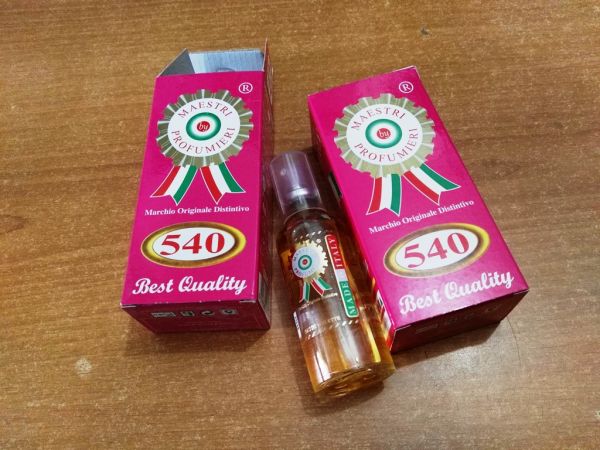 ®
MAESTRI
by
PROFUMIERI
Marchio Originale Distintivo
540
Best Quality
®
MAESTRI
by
PROFUMIERI
Marchio Originale Distintivo
540
Best Quality
MADE
ITALY